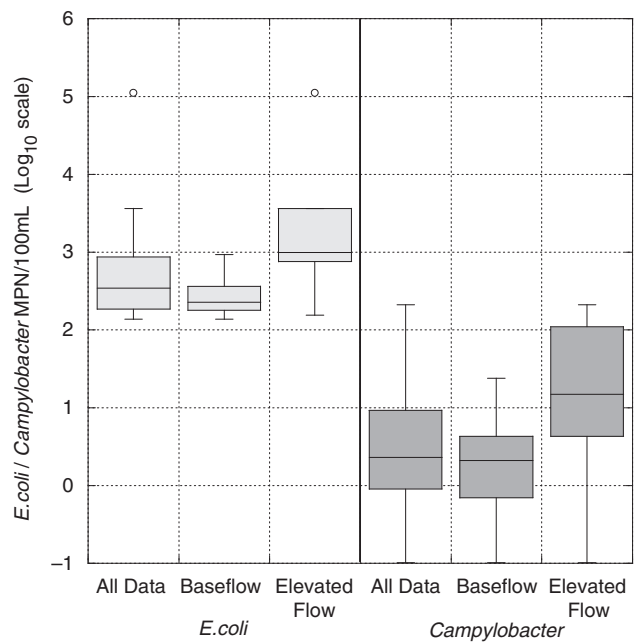 E.coli / Campylobacter MPN/100mL (Log10 scale)
6
5
4
3
2
1
0
–1
All Data Baseflow Elevated Flow All Data Baseflow Elevated Flow
E.coli Campylobacter